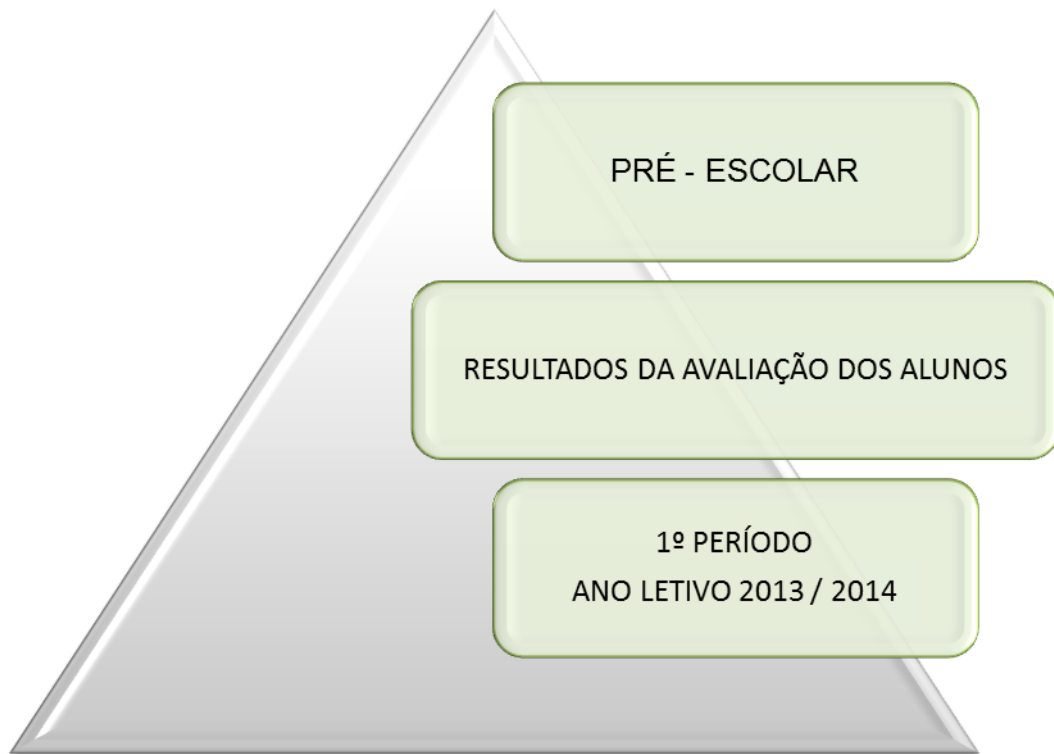 PRÉ - ESCOLAR
RESULTADOS DA AVALIAÇÃO DOS ALUNOS
1º PERÍODO
ANO LETIVO 2013 / 2014